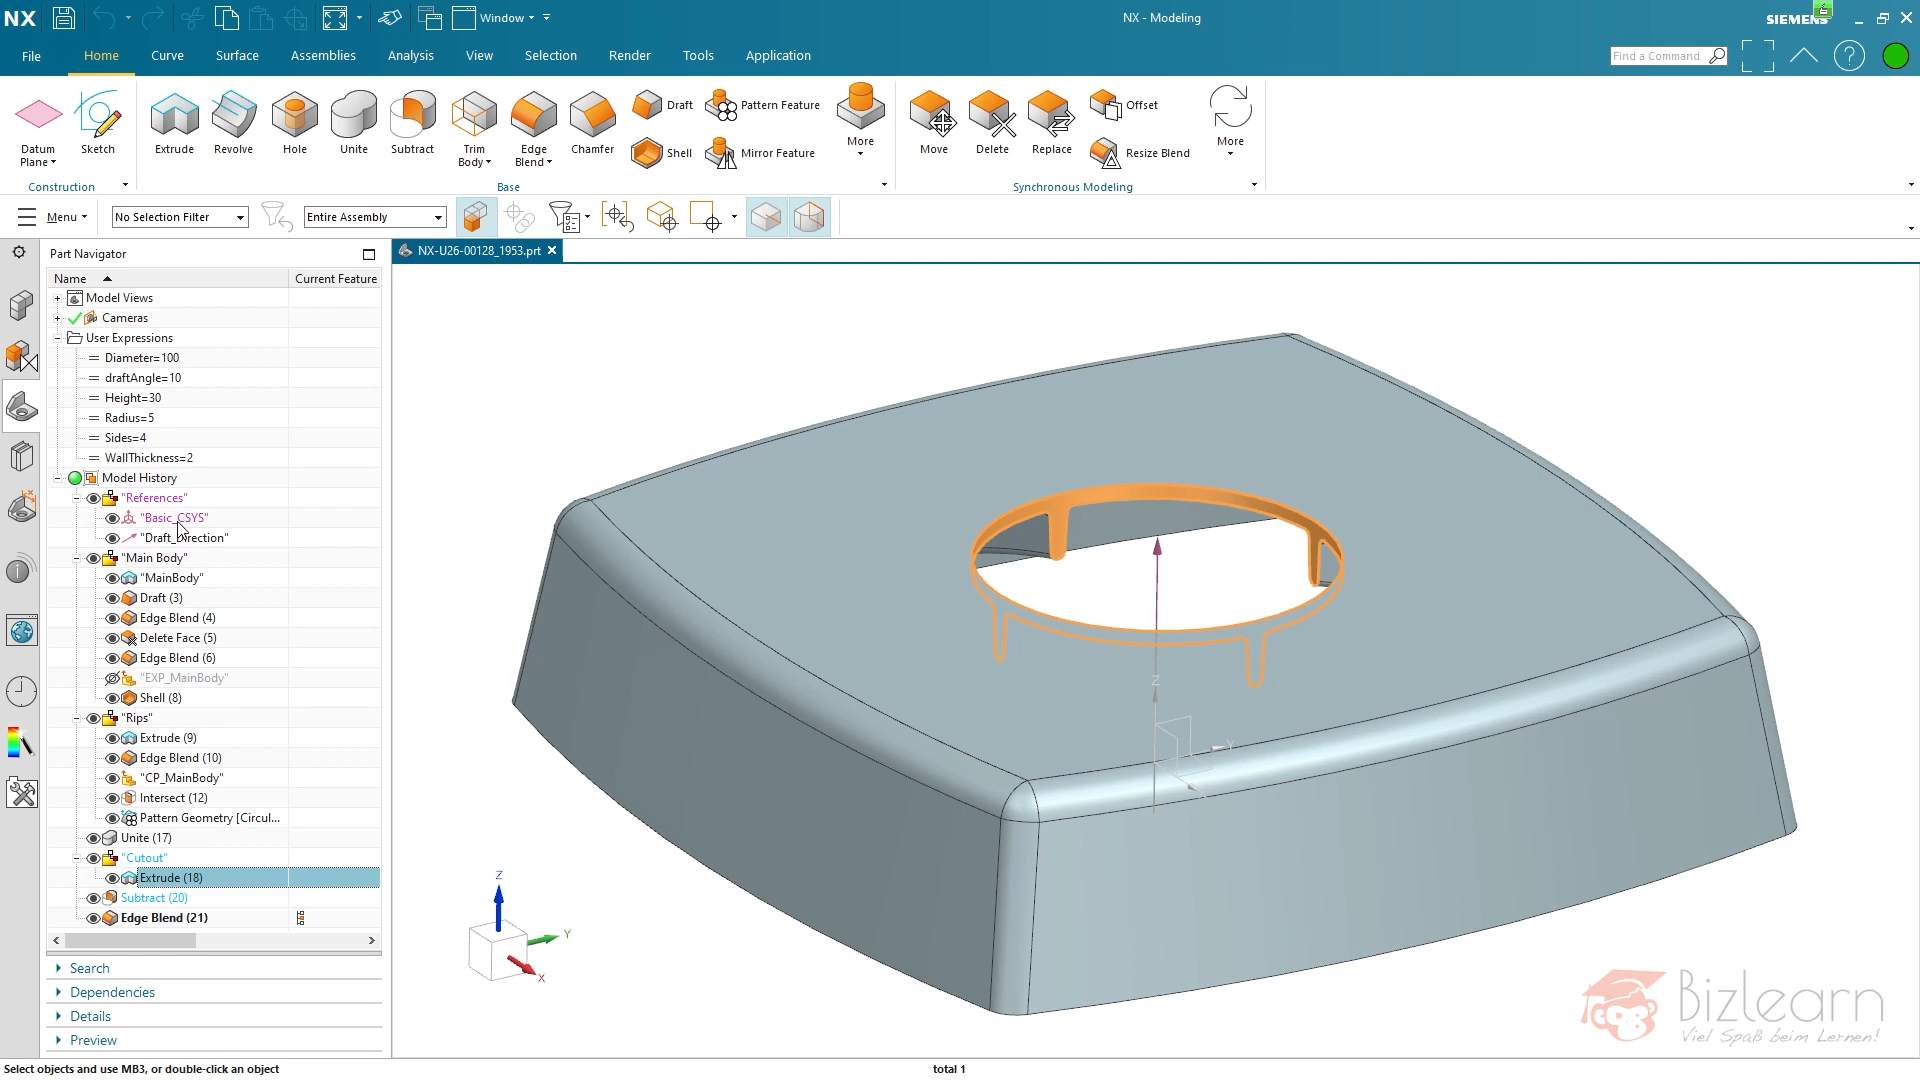 NX
Window
NX - Modeling
SIEMENS
File
Home
Curve
Surface
Assemblies
Analysis
View
Selection
Render
Tools
Application
Find a Command
Datum
Plane
Sketch
Extrude
Revolve
Hole
Unite
Subtract
Trim
Body
Edge
Blend
Chamfer
Draft
Shell
Pattern Feature
Mirror Feature
More
Move
Delete
Replace
Offset
Resize Blend
More
Construction
Base
Synchronous Modeling
Menu
No Selection Filter
Entire Assembly
Part Navigator
NX-U26-00128_1953.prt
Name
Current Feature
Model Views
Cameras
User Expressions
Diameter=100
draftAngle=10
Height=30
Radius=5
Sides=4
WallThickness=2
Model History
"References"
"Basic_CSYS"
"Draft_Direction"
"Main Body"
"MainBody"
Draft (3)
Edge Blend (4)
Delete Face (5)
Edge Blend (6)
"EXP_MainBody"
Shell (8)
"Rips"
Extrude (9)
Edge Blend (10)
"CP_MainBody"
Intersect (12)
Pattern Geometry [Circul...
Unite (17)
"Cutout"
Extrude (18)
Subtract (20)
Edge Blend (21)
Search
Dependencies
Details
Preview
Z
Y
Z
Y
X
Bizlearn
Viel Spaß beim Lernen!
Select objects and use MB3, or double-click an object
total 1